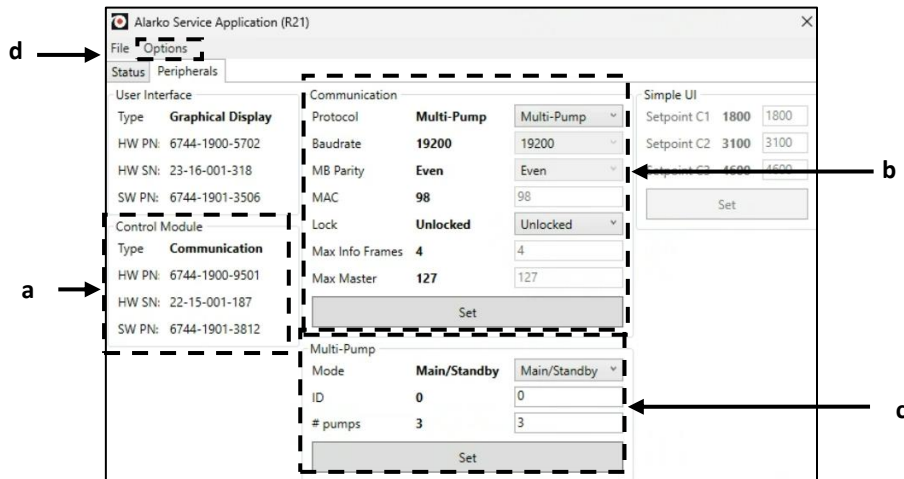 Alarko Service Application (R21)
File Options
Status Peripherals
User Interface
Type Graphical Display
HW PN: 6744-1900-5702
HW SN: 23-16-001-318
SW PN: 6744-1901-3506
Control Module
Type Communication
HW PN: 6744-1900-9501
HW SN: 22-15-001-187
SW PN: 6744-1901-3812
Communication
Protocol Multi-Pump Multi-Pump
Baudrate 19200 19200
MB Parity Even Even
MAC 98 98
Lock Unlocked Unlocked
Max Info Frames 4 4
Max Master 127 127
Set
Multi-Pump
Mode Main/Standby Main/Standby
ID 0 0
# pumps 3 3
Set
Simple UI
Setpoint C1 1800 1800
Setpoint C2 3100 3100
Setpoint C3 4600 4600
Set
a
b
c
d